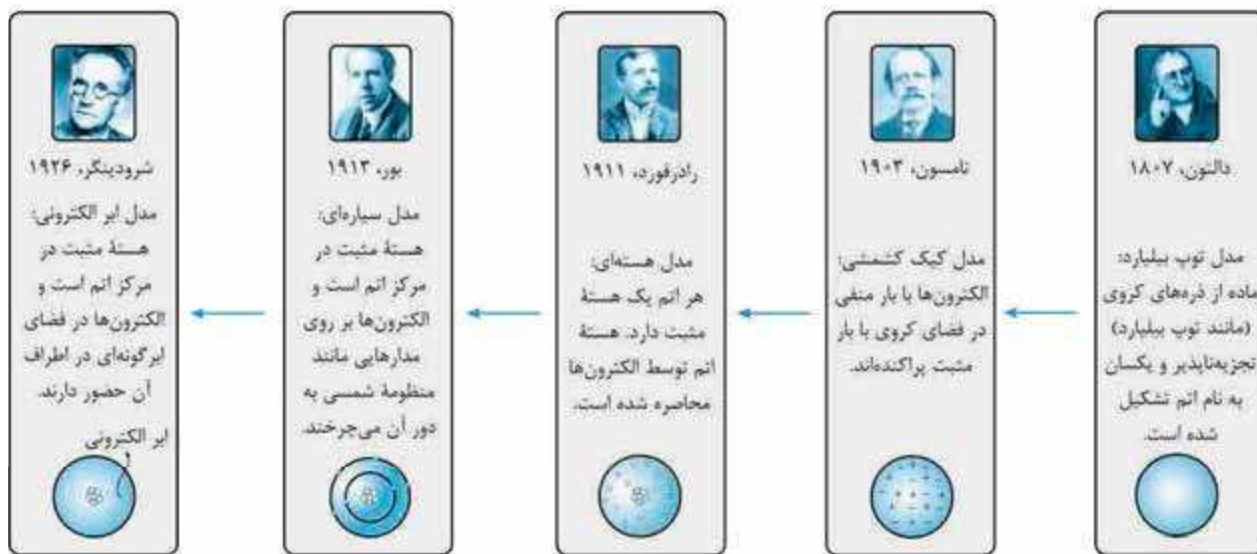 دالتون، ۱۸۰۷
مدل توپ بیلیارد:
ماده از ذره‌های کروی
(مانند توپ بیلیارد)
تجزیه‌ناپذیر و یکسان
به نام اتم تشکیل
شده است.
تامسون، ۱۹۰۳
مدل کیک کشمشی:
الکترون‌ها با بار منفی
در فضای کروی با بار
مثبت پراکنده‌اند.
رادرفورد، ۱۹۱۱
مدل هسته‌ای:
هر اتم یک هستهٔ
مثبت دارد. هستهٔ
اتم توسط الکترون‌ها
محاصره شده است.
بور، ۱۹۱۳
مدل سیاره‌ای:
هستهٔ مثبت در
مرکز اتم است و
الکترون‌ها بر روی
مدارهایی مانند
منظومهٔ شمسی به
دور آن می‌چرخند.
شرودینگر، ۱۹۲۶
مدل ابر الکترونی:
هستهٔ مثبت در
مرکز اتم است و
الکترون‌ها در فضای
ابرگونه‌ای در اطراف
آن حضور دارند.
ابر الکترونی